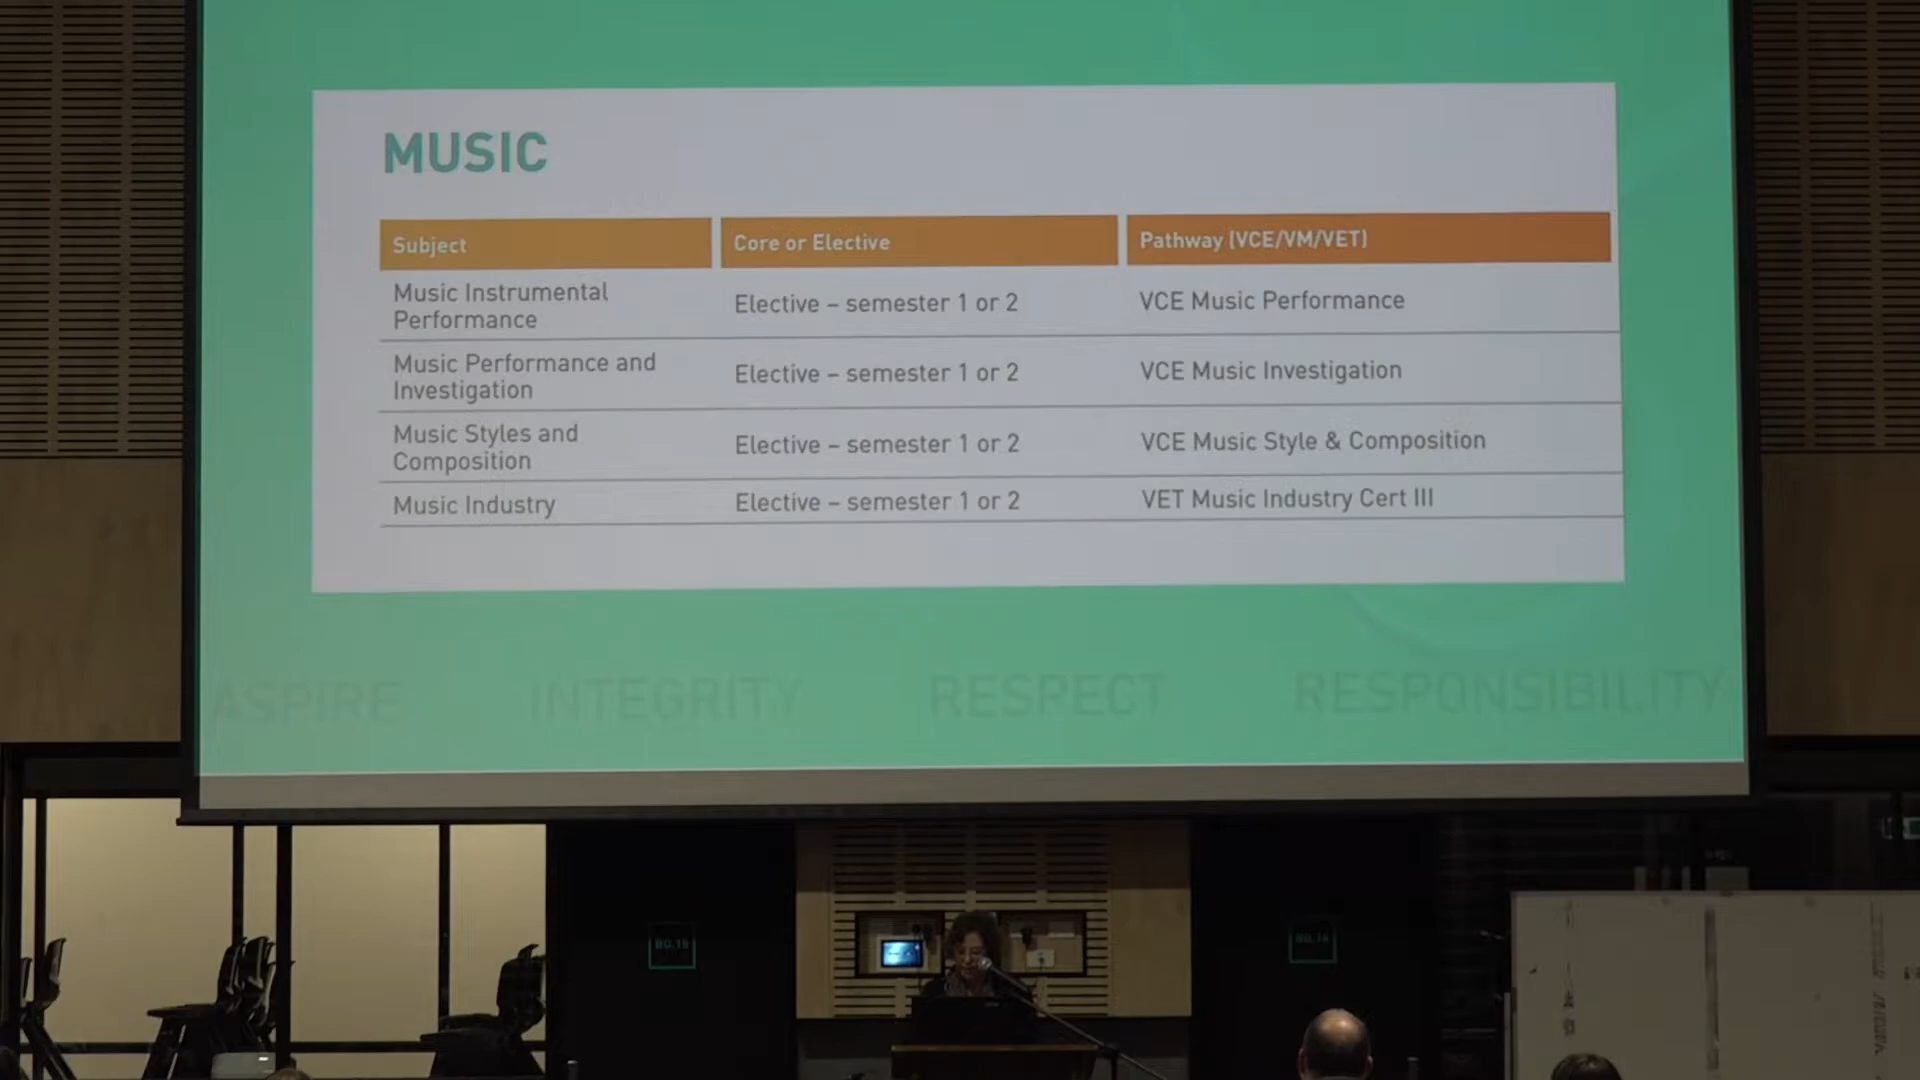 MUSIC
Subject
Core or Elective
Pathway (VCE/VM/VET)
Music Instrumental
Performance
Elective – semester 1 or 2
VCE Music Performance
Music Performance and
Investigation
Elective – semester 1 or 2
VCE Music Investigation
Music Styles and
Composition
Elective – semester 1 or 2
VCE Music Style & Composition
Music Industry
Elective – semester 1 or 2
VET Music Industry Cert III
ASPIRE
INTEGRITY
RESPECT
RESPONSIBILITY